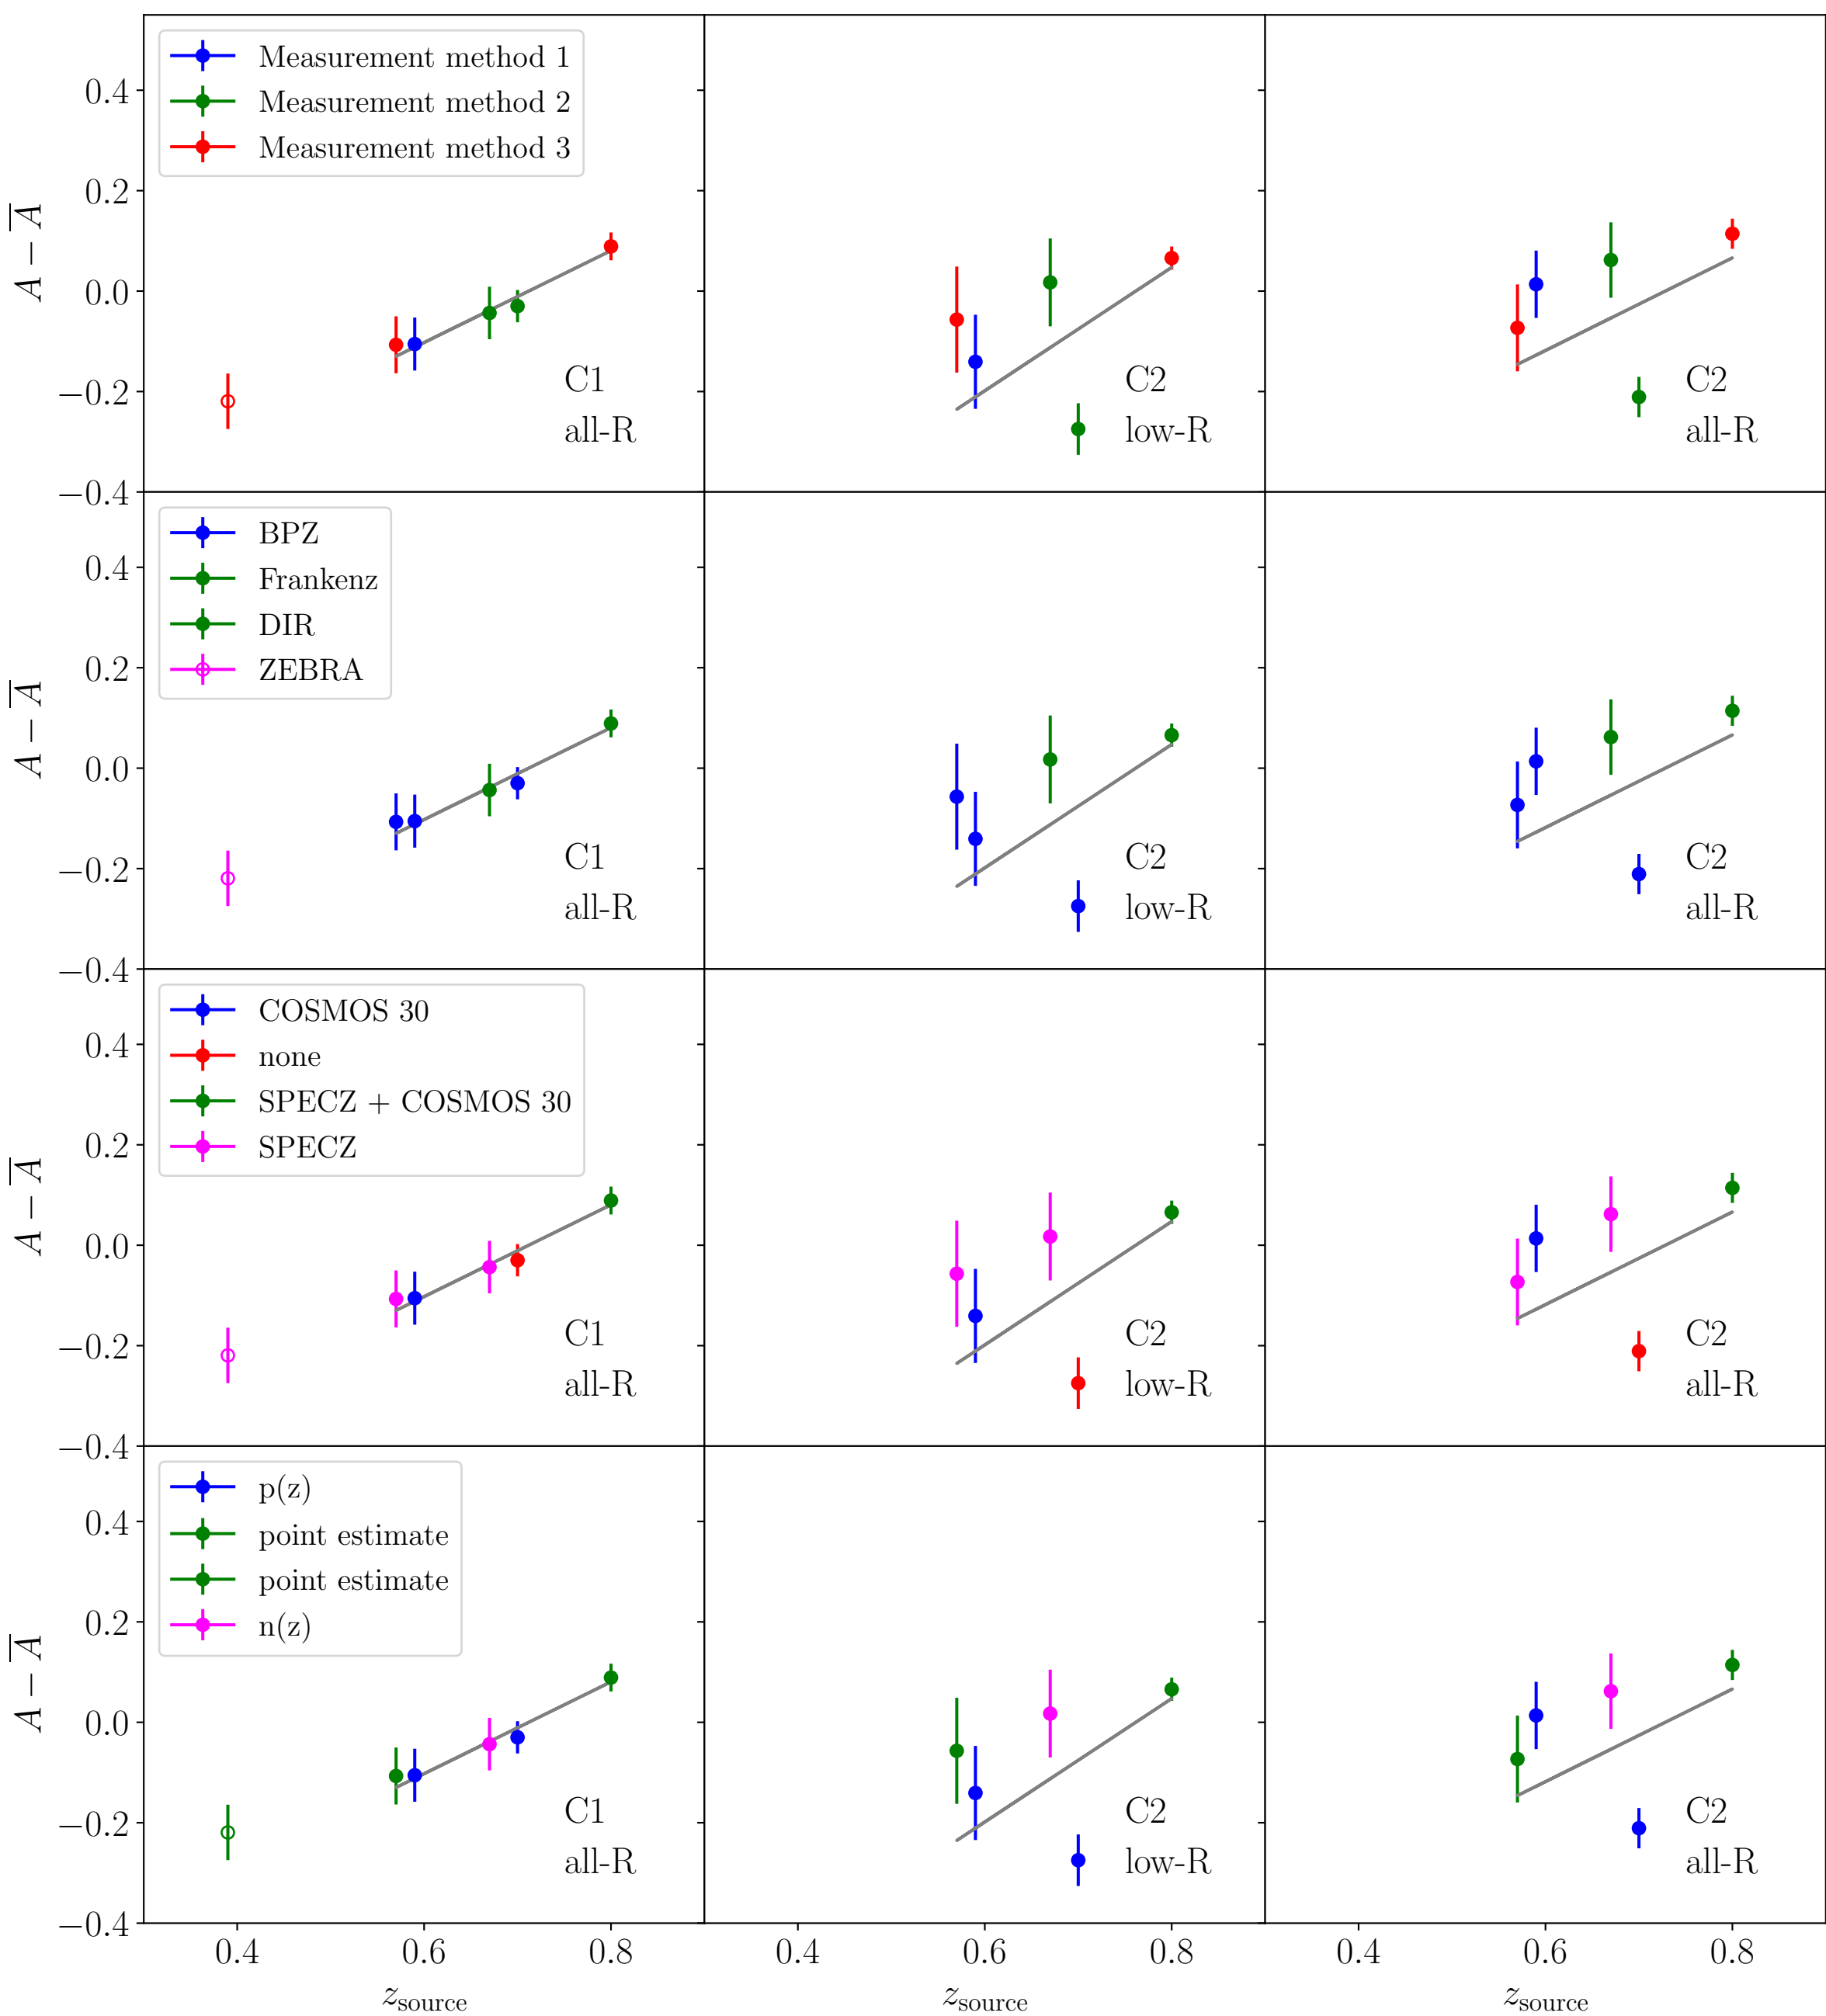 Measurement method 1
Measurement method 2
Measurement method 3
0.4
0.2
0.0
−0.2
−0.4
A − A̅
C1
all-R
C2
low-R
C2
all-R
BPZ
Frankenz
DIR
ZEBRA
0.4
0.2
0.0
−0.2
−0.4
A − A̅
C1
all-R
C2
low-R
C2
all-R
COSMOS 30
none
SPECZ + COSMOS 30
SPECZ
0.4
0.2
0.0
−0.2
−0.4
A − A̅
C1
all-R
C2
low-R
C2
all-R
p(z)
point estimate
point estimate
n(z)
0.4
0.2
0.0
−0.2
−0.4
A − A̅
C1
all-R
C2
low-R
C2
all-R
0.4 0.6 0.8 0.4 0.6 0.8 0.4 0.6 0.8
z_source z_source z_source